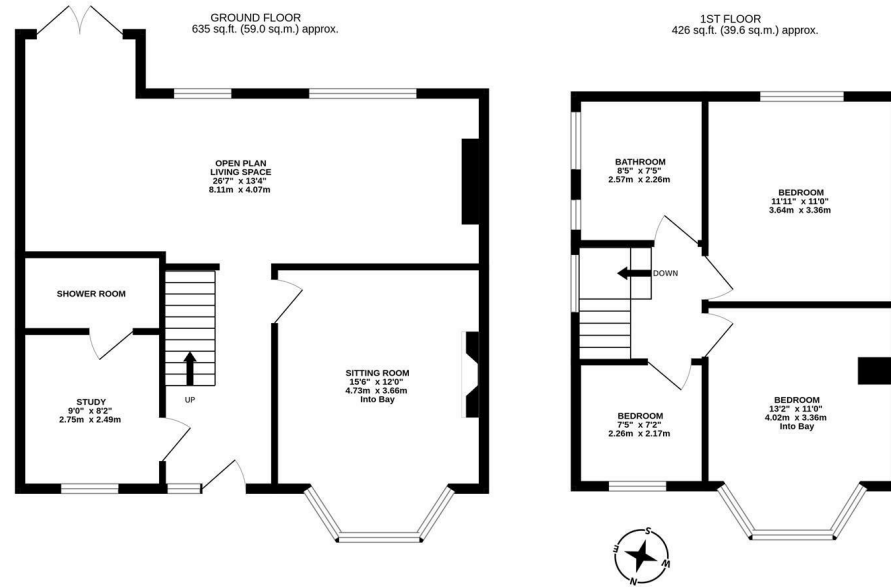 GROUND FLOOR
635 sq.ft. (59.0 sq.m.) approx.
OPEN PLAN
LIVING SPACE
26'7" x 13'4"
8.11m x 4.07m
SHOWER ROOM
STUDY
9'0" x 8'2"
2.75m x 2.49m
UP
SITTING ROOM
15'6" x 12'0"
4.73m x 3.66m
Into Bay
1ST FLOOR
426 sq.ft. (39.6 sq.m.) approx.
BATHROOM
8'5" x 7'5"
2.57m x 2.26m
BEDROOM
11'11" x 11'0"
3.64m x 3.36m
DOWN
BEDROOM
7'5" x 7'2"
2.26m x 2.17m
BEDROOM
13'2" x 11'0"
4.02m x 3.36m
Into Bay
S
E
W
N